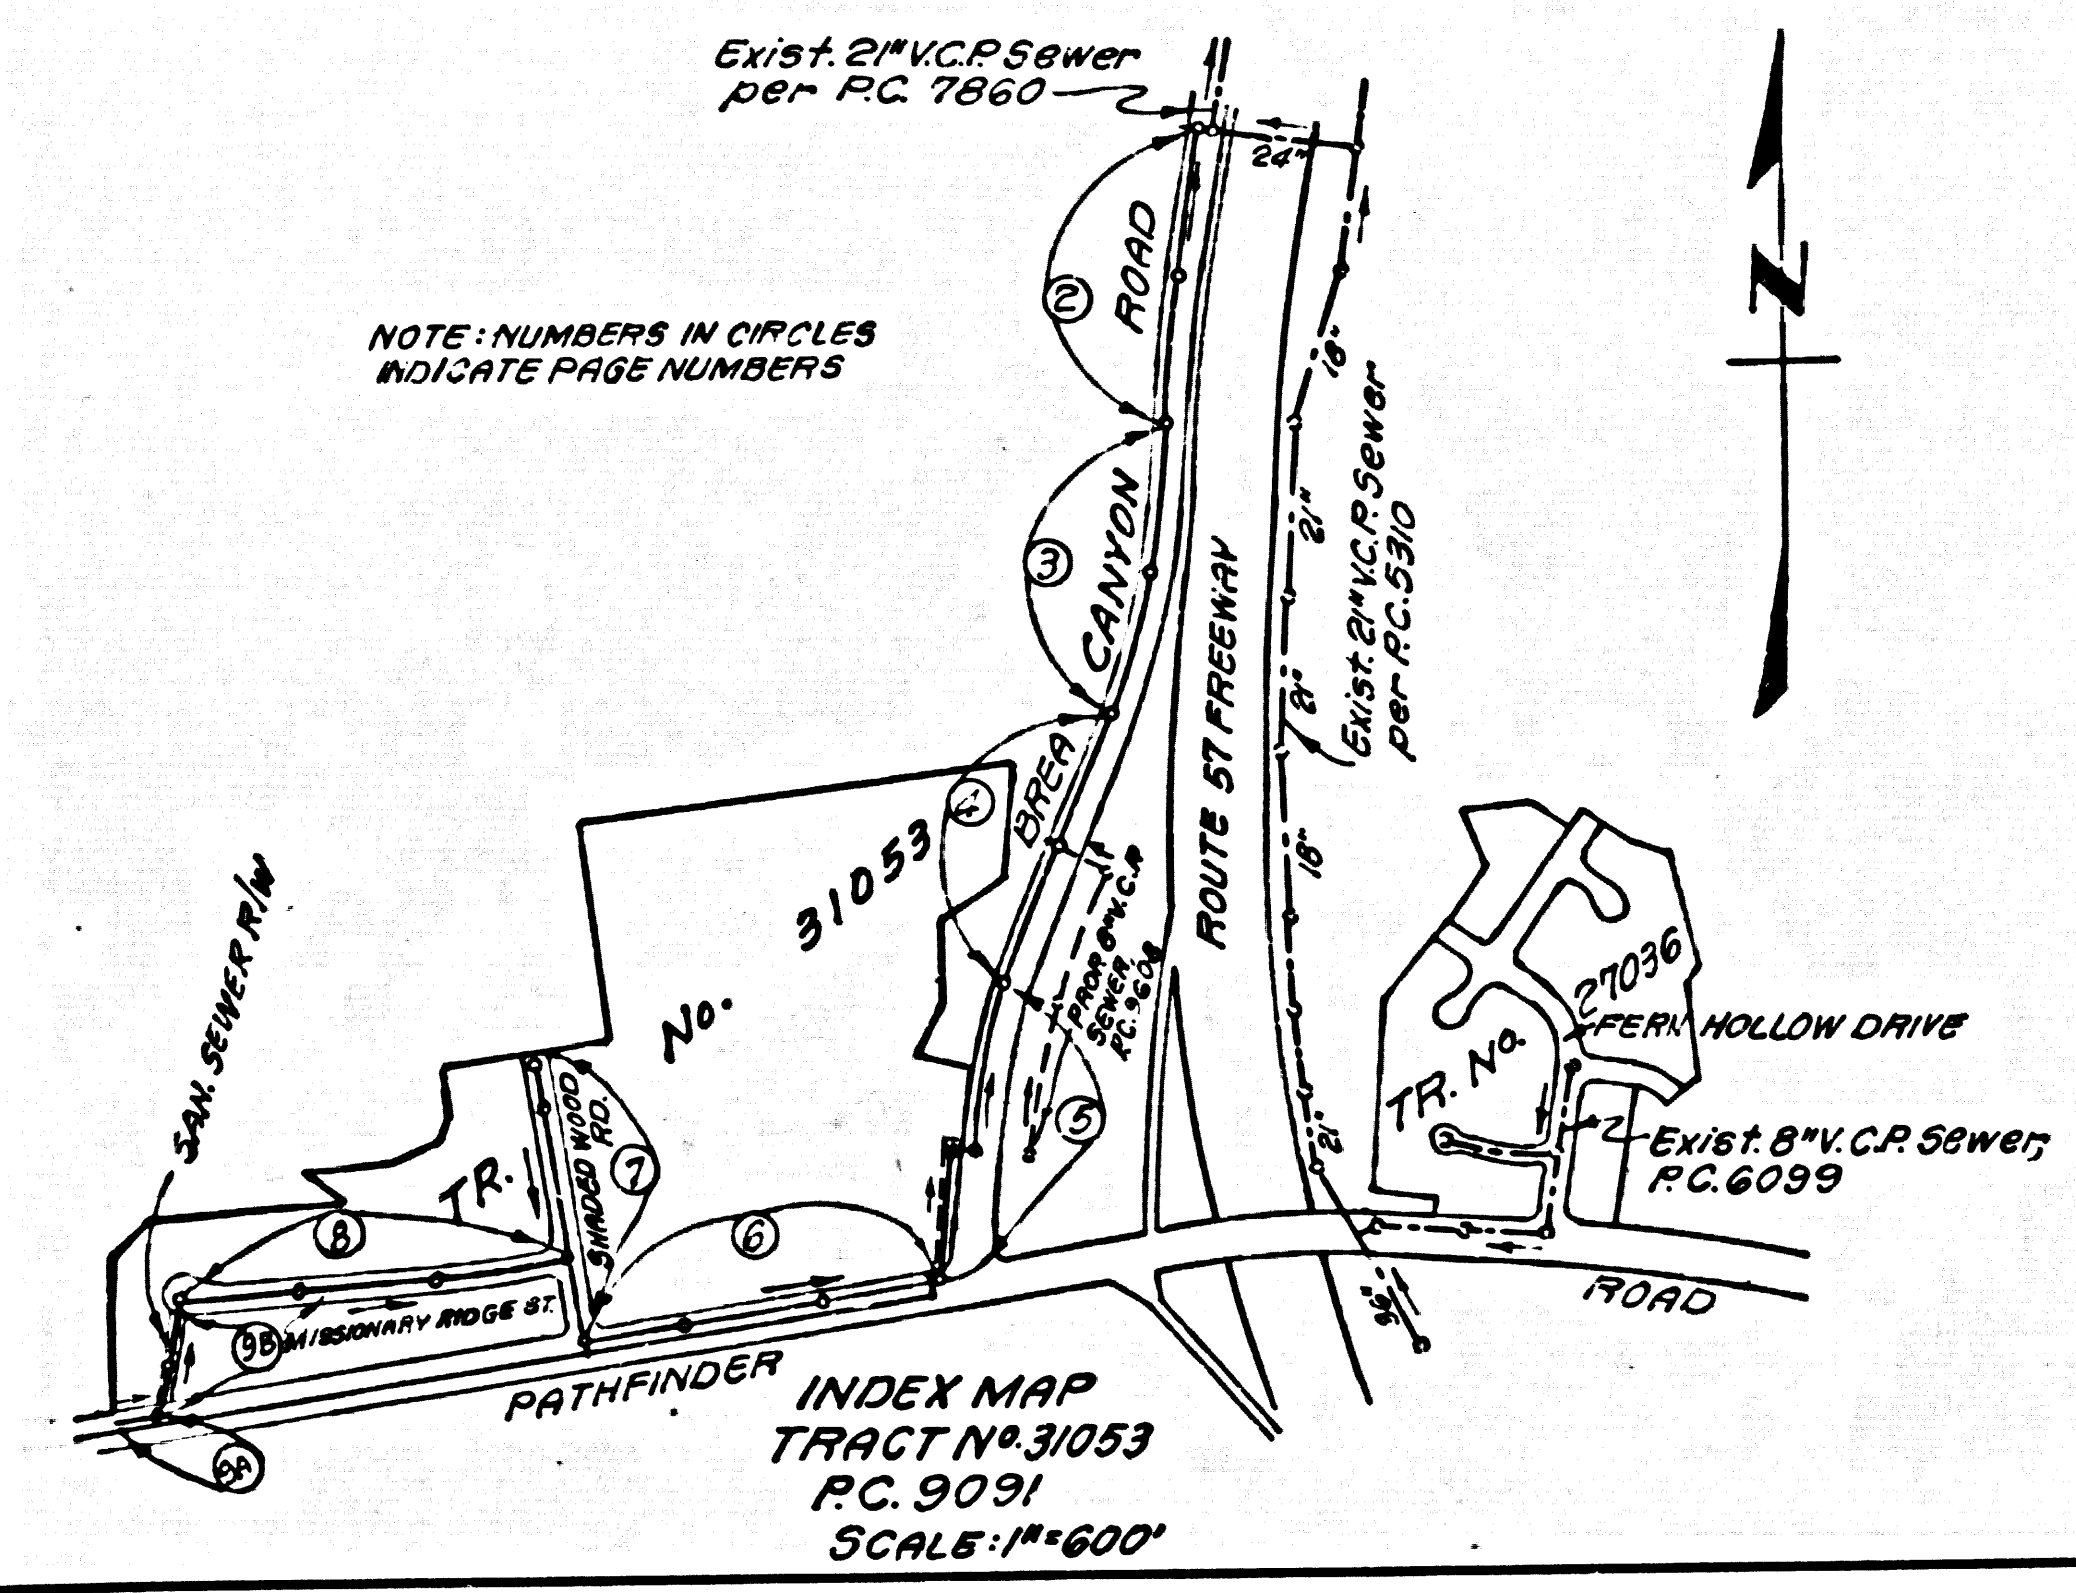 Exist. 21" V.C.P. Sewer
per P.C. 7860
24"
NOTE: NUMBERS IN CIRCLES
INDICATE PAGE NUMBERS
N
2
ROAD
18"
3
CANYON
21"
Exist. 21" V.C.P. Sewer
per P.C. 5310
ROUTE 57 FREEWAY
21"
4
BREA
31053
18"
PRIOR 8" V.C.P.
SEWER,
P.C. 9608
SAN. SEWER R/W
No.
27036
FERN HOLLOW DRIVE
TR. No.
SHADED WOOD
RD.
5
21"
Exist. 8" V.C.P. Sewer,
P.C. 6099
TR.
7
8
6
ROAD
96"
9B
MISSIONARY RIDGE ST.
PATHFINDER
9A
INDEX MAP
TRACT No. 31053
P.C. 9091
SCALE: 1"=600'